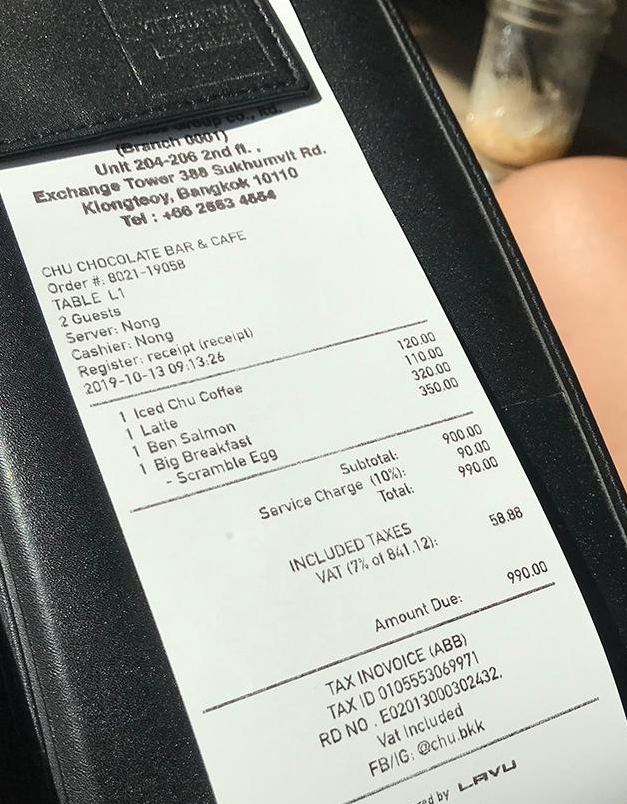 Group Co., Ltd.
(Branch 0001)
Unit 204-206 2nd fl. .
Exchange Tower 388 Sukhumvit Rd.
Klongteoy, Bangkok 10110
Tel : +66 2663 4554
CHU CHOCOLATE BAR & CAFE
Order #: 8021-19058
TABLE L1
2 Guests
Server: Nong
Cashier: Nong
Register: receipt (receipt)
2019-10-13 09:13:26
1 Iced Chu Coffee 120.00
1 Latte 110.00
1 Ben Salmon 320.00
1 Big Breakfast 350.00
- Scramble Egg
Subtotal: 900.00
Service Charge (10%): 90.00
Total: 990.00
INCLUDED TAXES
VAT (7% of 841.12): 58.88
Amount Due: 990.00
TAX INOVOICE (ABB)
TAX ID 0105553069971
RD NO . E02013000302432.
Vat Included
FB/IG: @chu.bkk
by LAVU